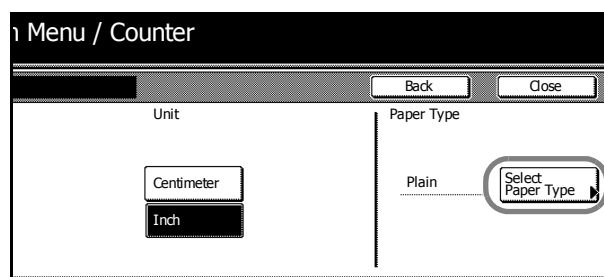 Menu / Counter
Back
Close
Unit
Paper Type
Centimeter
Inch
Plain
Select
Paper Type